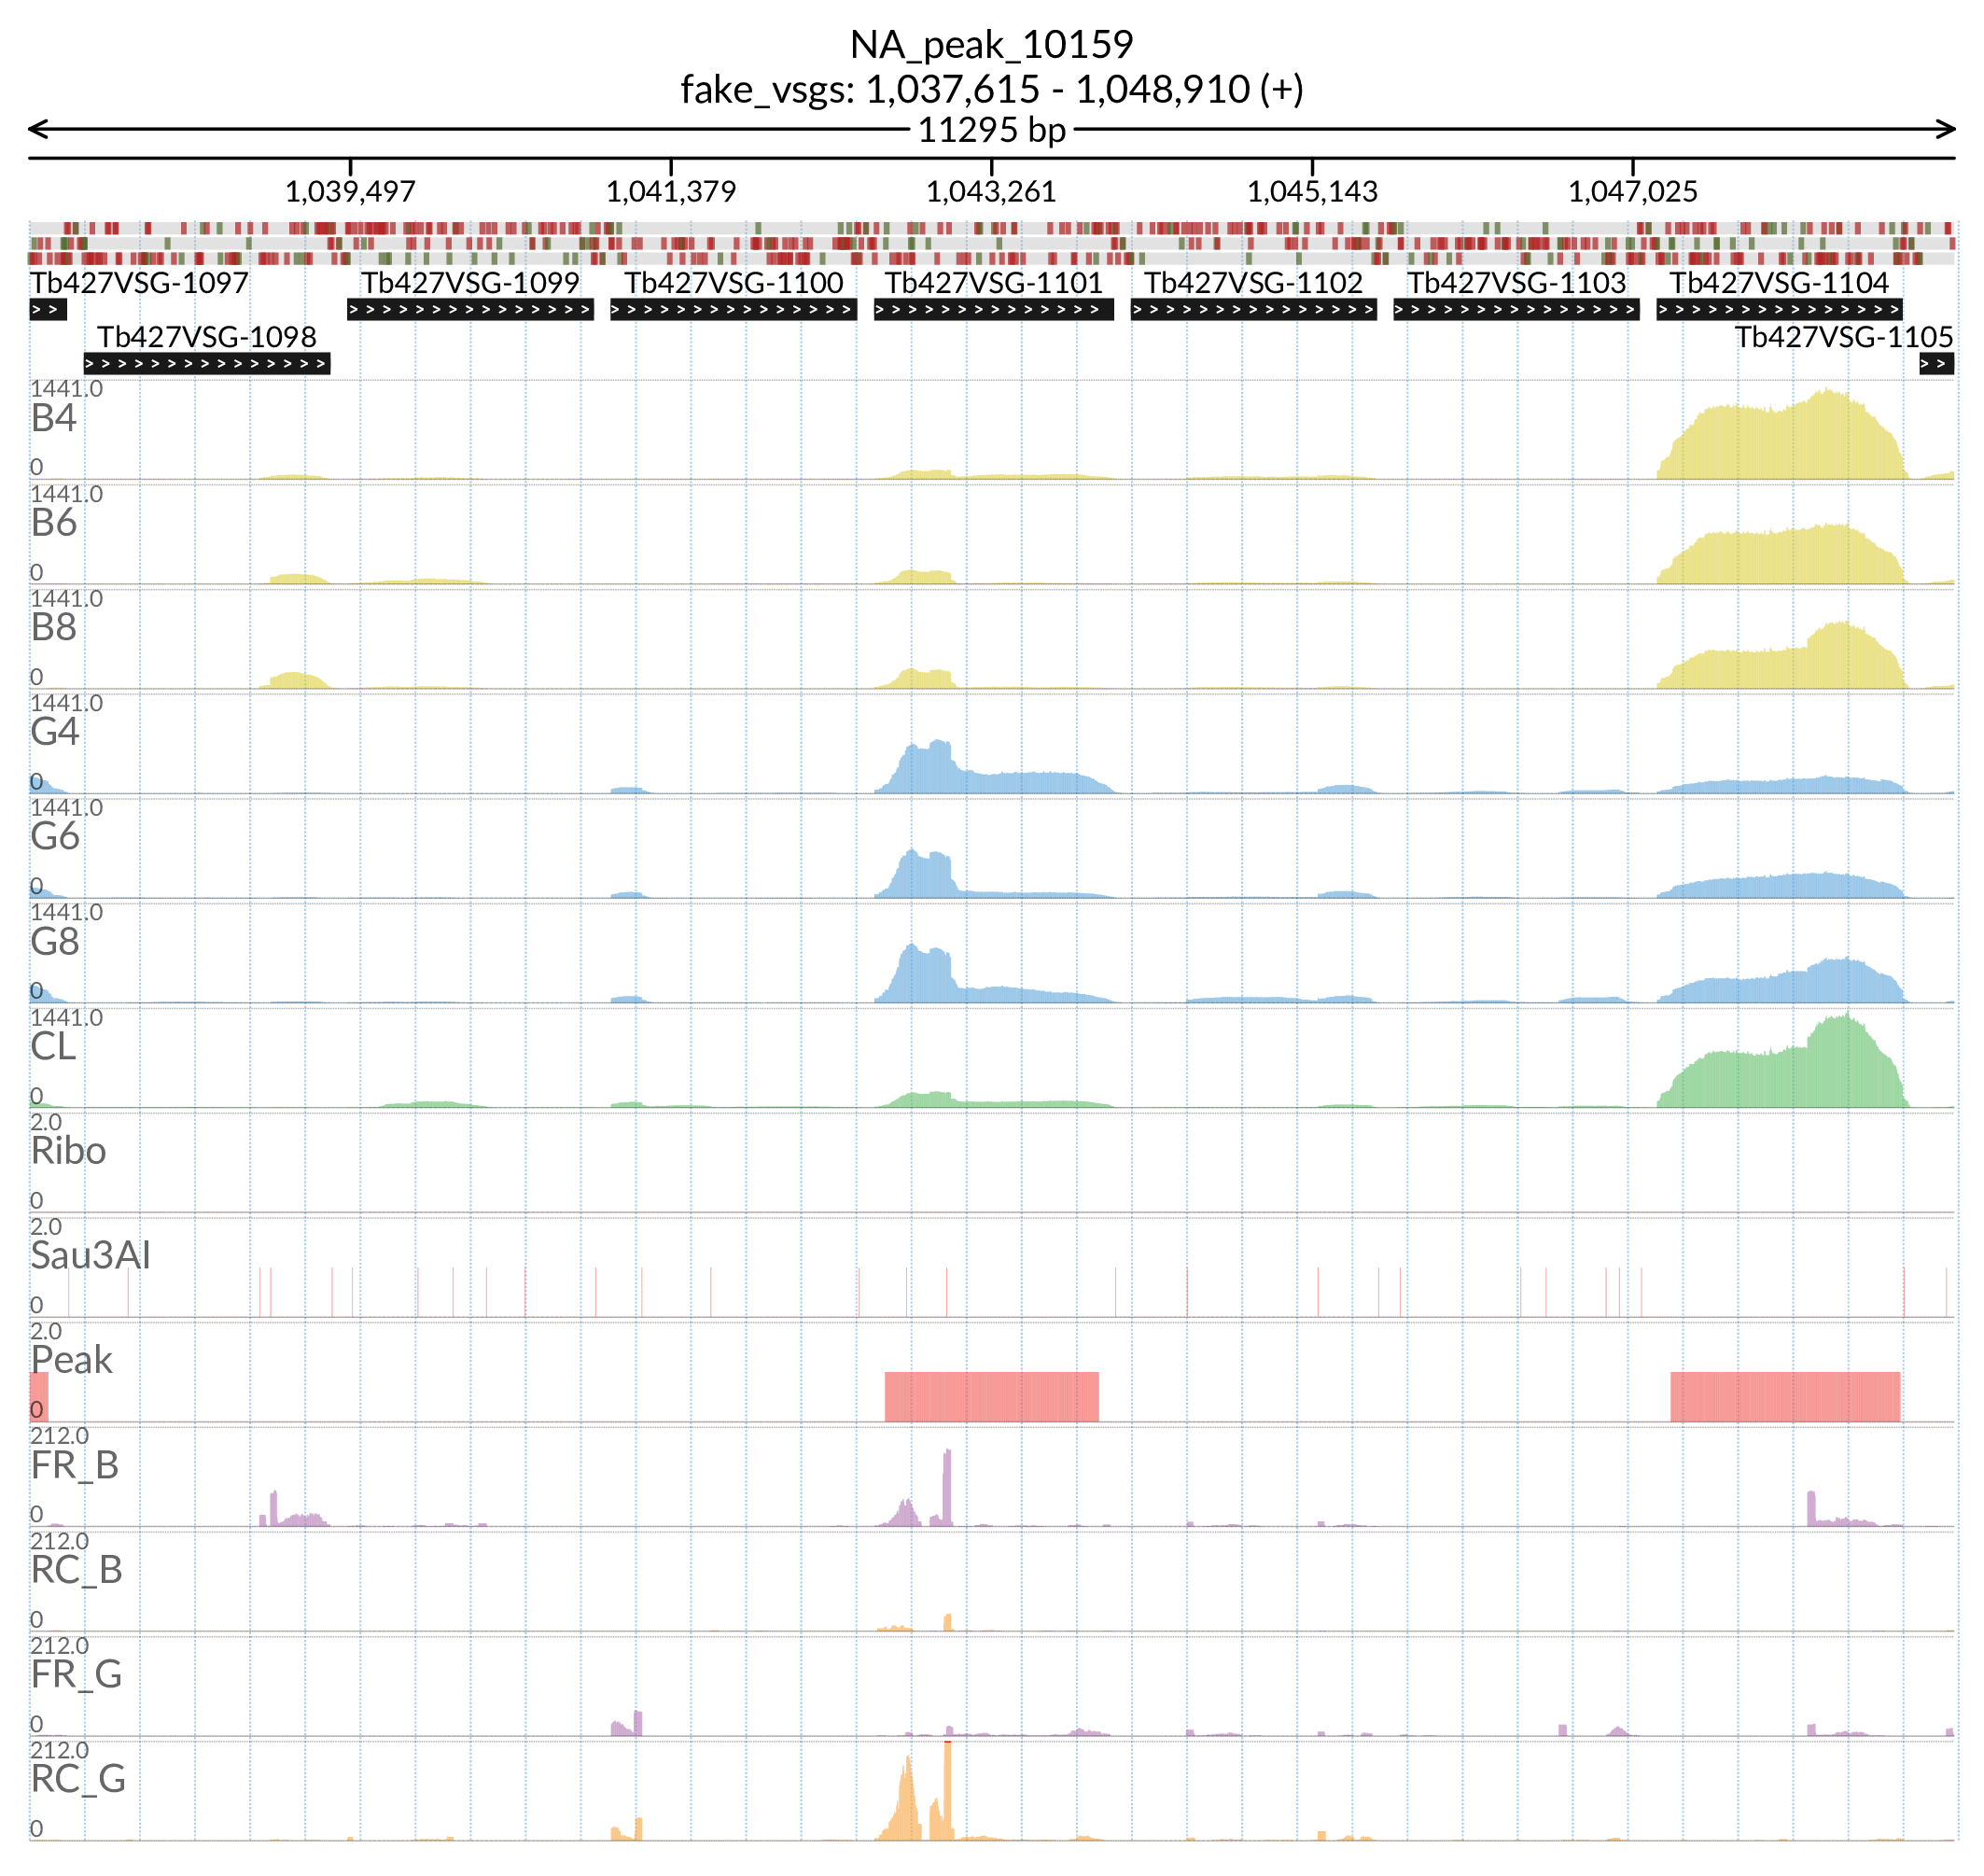 NA_peak_10159
fake_vsgs: 1,037,615 - 1,048,910 (+)
11295 bp
1,039,497 1,041,379 1,043,261 1,045,143 1,047,025
Tb427VSG-1097 Tb427VSG-1099 Tb427VSG-1100 Tb427VSG-1101 Tb427VSG-1102 Tb427VSG-1103 Tb427VSG-1104
Tb427VSG-1098 Tb427VSG-1105
1441.0
B4
0
1441.0
B6
0
1441.0
B8
0
1441.0
G4
0
1441.0
G6
0
1441.0
G8
0
1441.0
CL
0
2.0
Ribo
0
2.0
Sau3AI
0
2.0
Peak
0
212.0
FR_B
0
212.0
RC_B
0
212.0
FR_G
0
212.0
RC_G
0